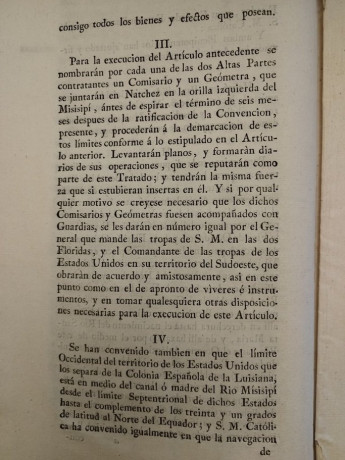 consigo todos los bienes y efectos que posean.
III.
Para la execucion del Artículo antecedente se
nombrarán por cada una de las dos Altas Partes
contratantes un Comisario y un Geómetra, que
se juntarán en Natchez en la orilla izquierda del
Misisipí, ántes de espirar el término de seis me-
ses despues de la ratificacion de la Convencion,
presente, y procederán á la demarcacion de es-
tos límites conforme á lo estipulado en el Artícu-
lo anterior. Levantarán planos, y formarán dia-
rios de sus operaciones, que se reputarán como
parte de este Tratado; y tendrán la misma fuer-
za que si estubieran insertas en él. Y si por qual-
quier motivo se creyese necesario que los dichos
Comisarios y Geómetras fuesen acompañados con
Guardias, se les darán en número igual por el Ge-
neral que mande las tropas de S. M. en las dos
Flóridas, y el Comandante de las tropas de los
Estados Unidos en su territorio del Sudoeste, que
obrarán de acuerdo y amistosamente, asi en este
punto como en el de apronto de viveres é instru-
mentos, y en tomar qualesquiera otras disposicio-
nes necesarias para la execucion de este Artículo.
IV.
Se han convenido tambien en que el límite
Occidental del territorio de los Estados Unidos que
los separa de la Colonia Española de la Luisiana,
está en medio del canal ó madre del Rio Misisipí
desde el límite Septentrional de dichos Estados
hasta el complemento de los treinta y un grados
de latitud al Norte del Equador; y S. M. Católi-
ca ha convenido igualmente en que la navegacion
de